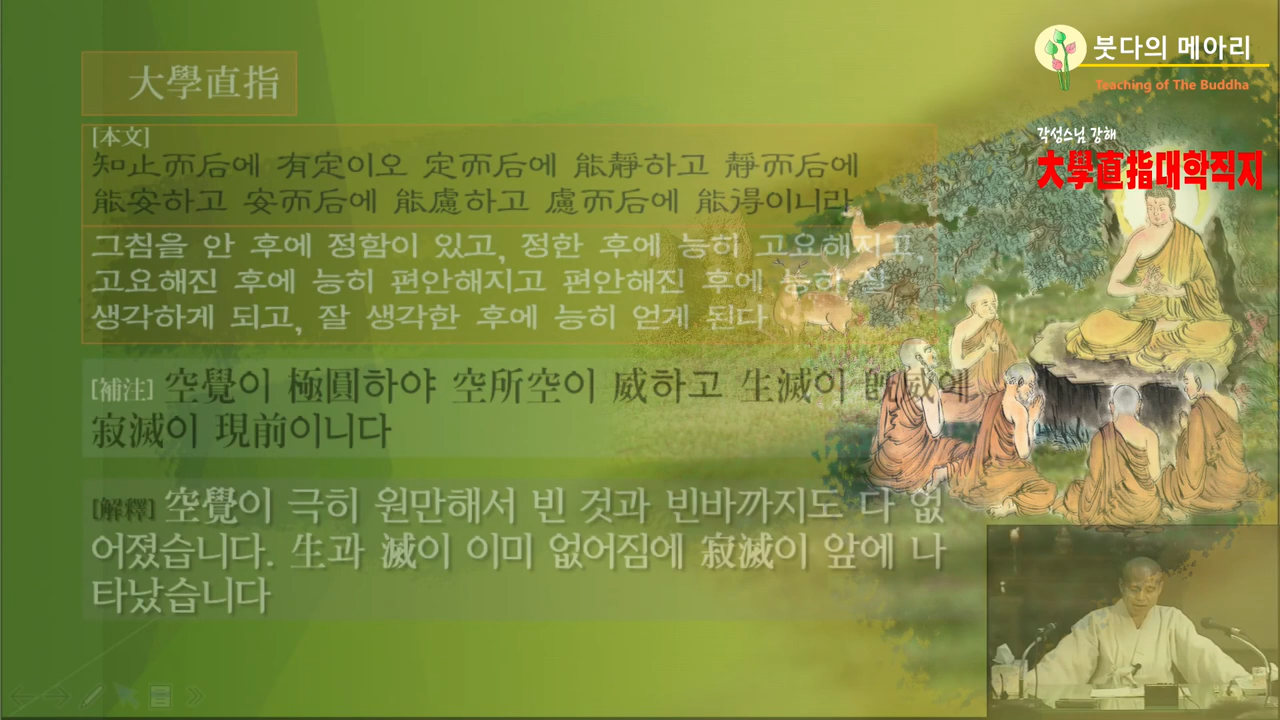 大學直指
[本文]
知止而后에 有定이오 定而后에 能靜하고 靜而后에
能安하고 安而后에 能慮하고 慮而后에 能得이니라
그침을 안 후에 정함이 있고, 정한 후에 능히 고요해지고,
고요해진 후에 능히 편안해지고 편안해진 후에 능히 잘
생각하게 되고, 잘 생각한 후에 능히 얻게 된다
[補注] 空覺이 極圓하야 空所空이 威하고 生滅이 旣威에
寂滅이 現前이니다
[解釋] 空覺이 극히 원만해서 빈 것과 빈바까지도 다 없
어졌습니다. 生과 滅이 이미 없어짐에 寂滅이 앞에 나
타났습니다
붓다의 메아리
Teaching of The Buddha
각성스님 강해
大學直指대학직지